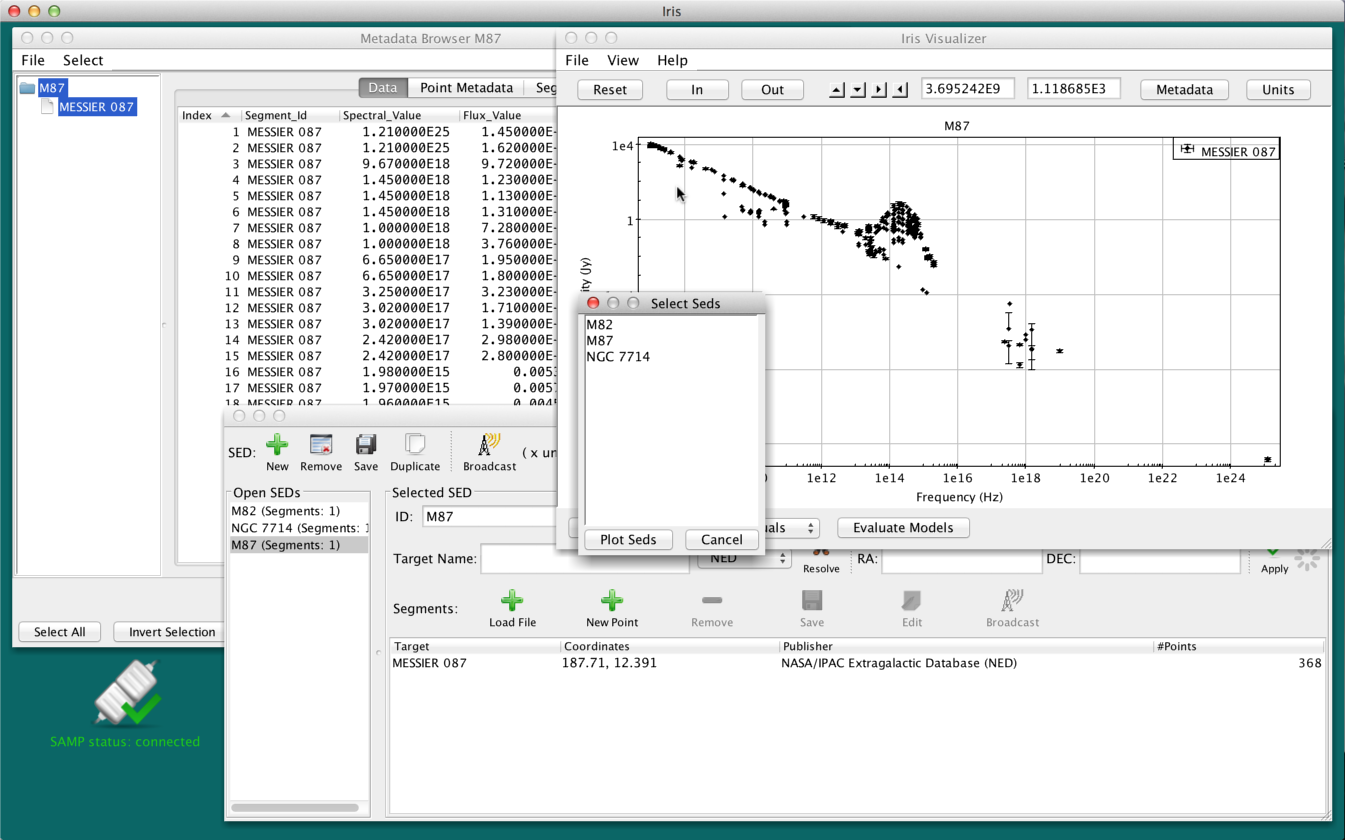 Iris
Metadata Browser M87
File Select
M87
MESSIER 087
Data Point Metadata
Index Segment_Id Spectral_Value Flux_Value
1 MESSIER 087 1.210000E25 1.450000E-
2 MESSIER 087 1.210000E25 1.620000E-
3 MESSIER 087 9.670000E18 9.720000E-
4 MESSIER 087 1.450000E18 1.230000E-
5 MESSIER 087 1.450000E18 1.130000E-
6 MESSIER 087 1.450000E18 1.310000E-
7 MESSIER 087 1.000000E18 7.280000E-
8 MESSIER 087 1.000000E18 3.760000E-
9 MESSIER 087 6.650000E17 1.950000E-
10 MESSIER 087 6.650000E17 1.800000E-
11 MESSIER 087 3.250000E17 3.230000E-
12 MESSIER 087 3.020000E17 1.710000E-
13 MESSIER 087 3.020000E17 1.390000E-
14 MESSIER 087 2.420000E17 2.980000E-
15 MESSIER 087 2.420000E17 2.800000E-
16 MESSIER 087 1.980000E15 0.0053
17 MESSIER 087 1.970000E15 0.0057
18 MESSIER 087 1.960000E15 0.0045
Select All Invert Selection
SAMP status: connected
Iris Visualizer
File View Help
Reset In Out 3.695242E9 1.118685E3 Metadata Units
M87
MESSIER 087
1e4
1
(Jy)
1e12 1e14 1e16 1e18 1e20 1e22 1e24
Frequency (Hz)
Evaluate Models
Select Seds
M82
M87
NGC 7714
Plot Seds Cancel
SED: New Remove Save Duplicate Broadcast ( x un
Open SEDs
M82 (Segments: 1)
NGC 7714 (Segments: 1
M87 (Segments: 1)
Selected SED
ID: M87
Target Name: NED Resolve RA: DEC: Apply
Segments: Load File New Point Remove Save Edit Broadcast
Target Coordinates Publisher #Points
MESSIER 087 187.71, 12.391 NASA/IPAC Extragalactic Database (NED) 368